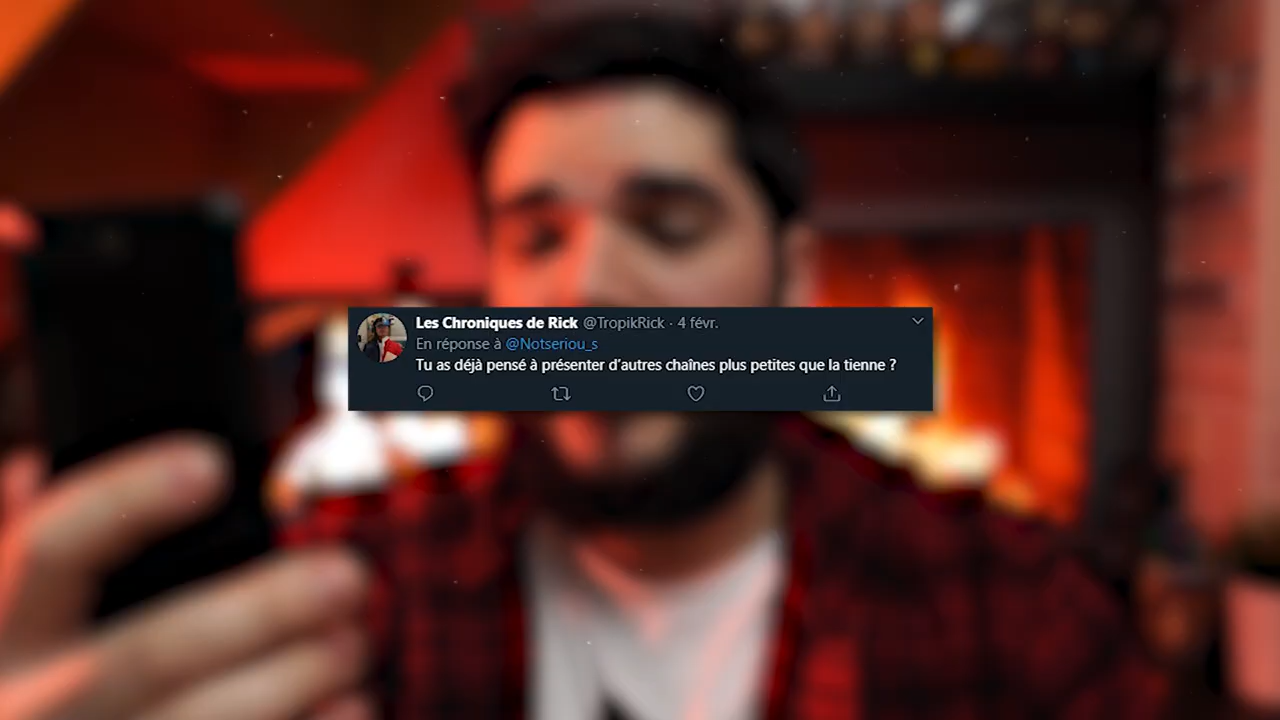 Les Chroniques de Rick @TropikRick · 4 févr.
En réponse à @Notseriou_s
Tu as déjà pensé à présenter d'autres chaînes plus petites que la tienne ?